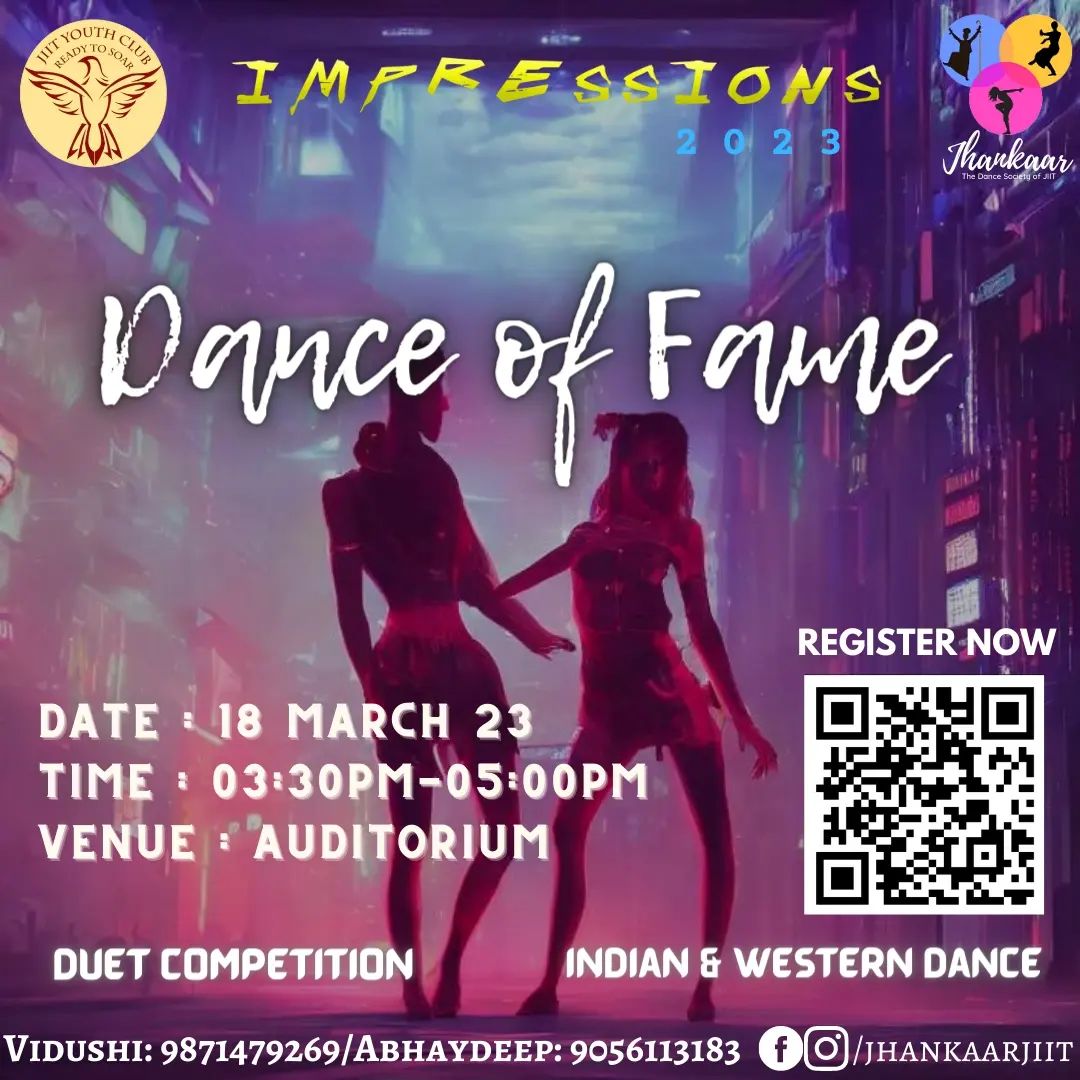 JIIT YOUTH CLUB
READY TO SOAR
IMPRESSIONS
2023
Jhankaar
The Dance Society of JIIT
Dance of Fame
REGISTER NOW
DATE : 18 MARCH 23
TIME : 03:30PM-05:00PM
VENUE : AUDITORIUM
DUET COMPETITION
INDIAN & WESTERN DANCE
VIDUSHI: 9871479269/ABHAYDEEP: 9056113183
/JHANKAARJIIT